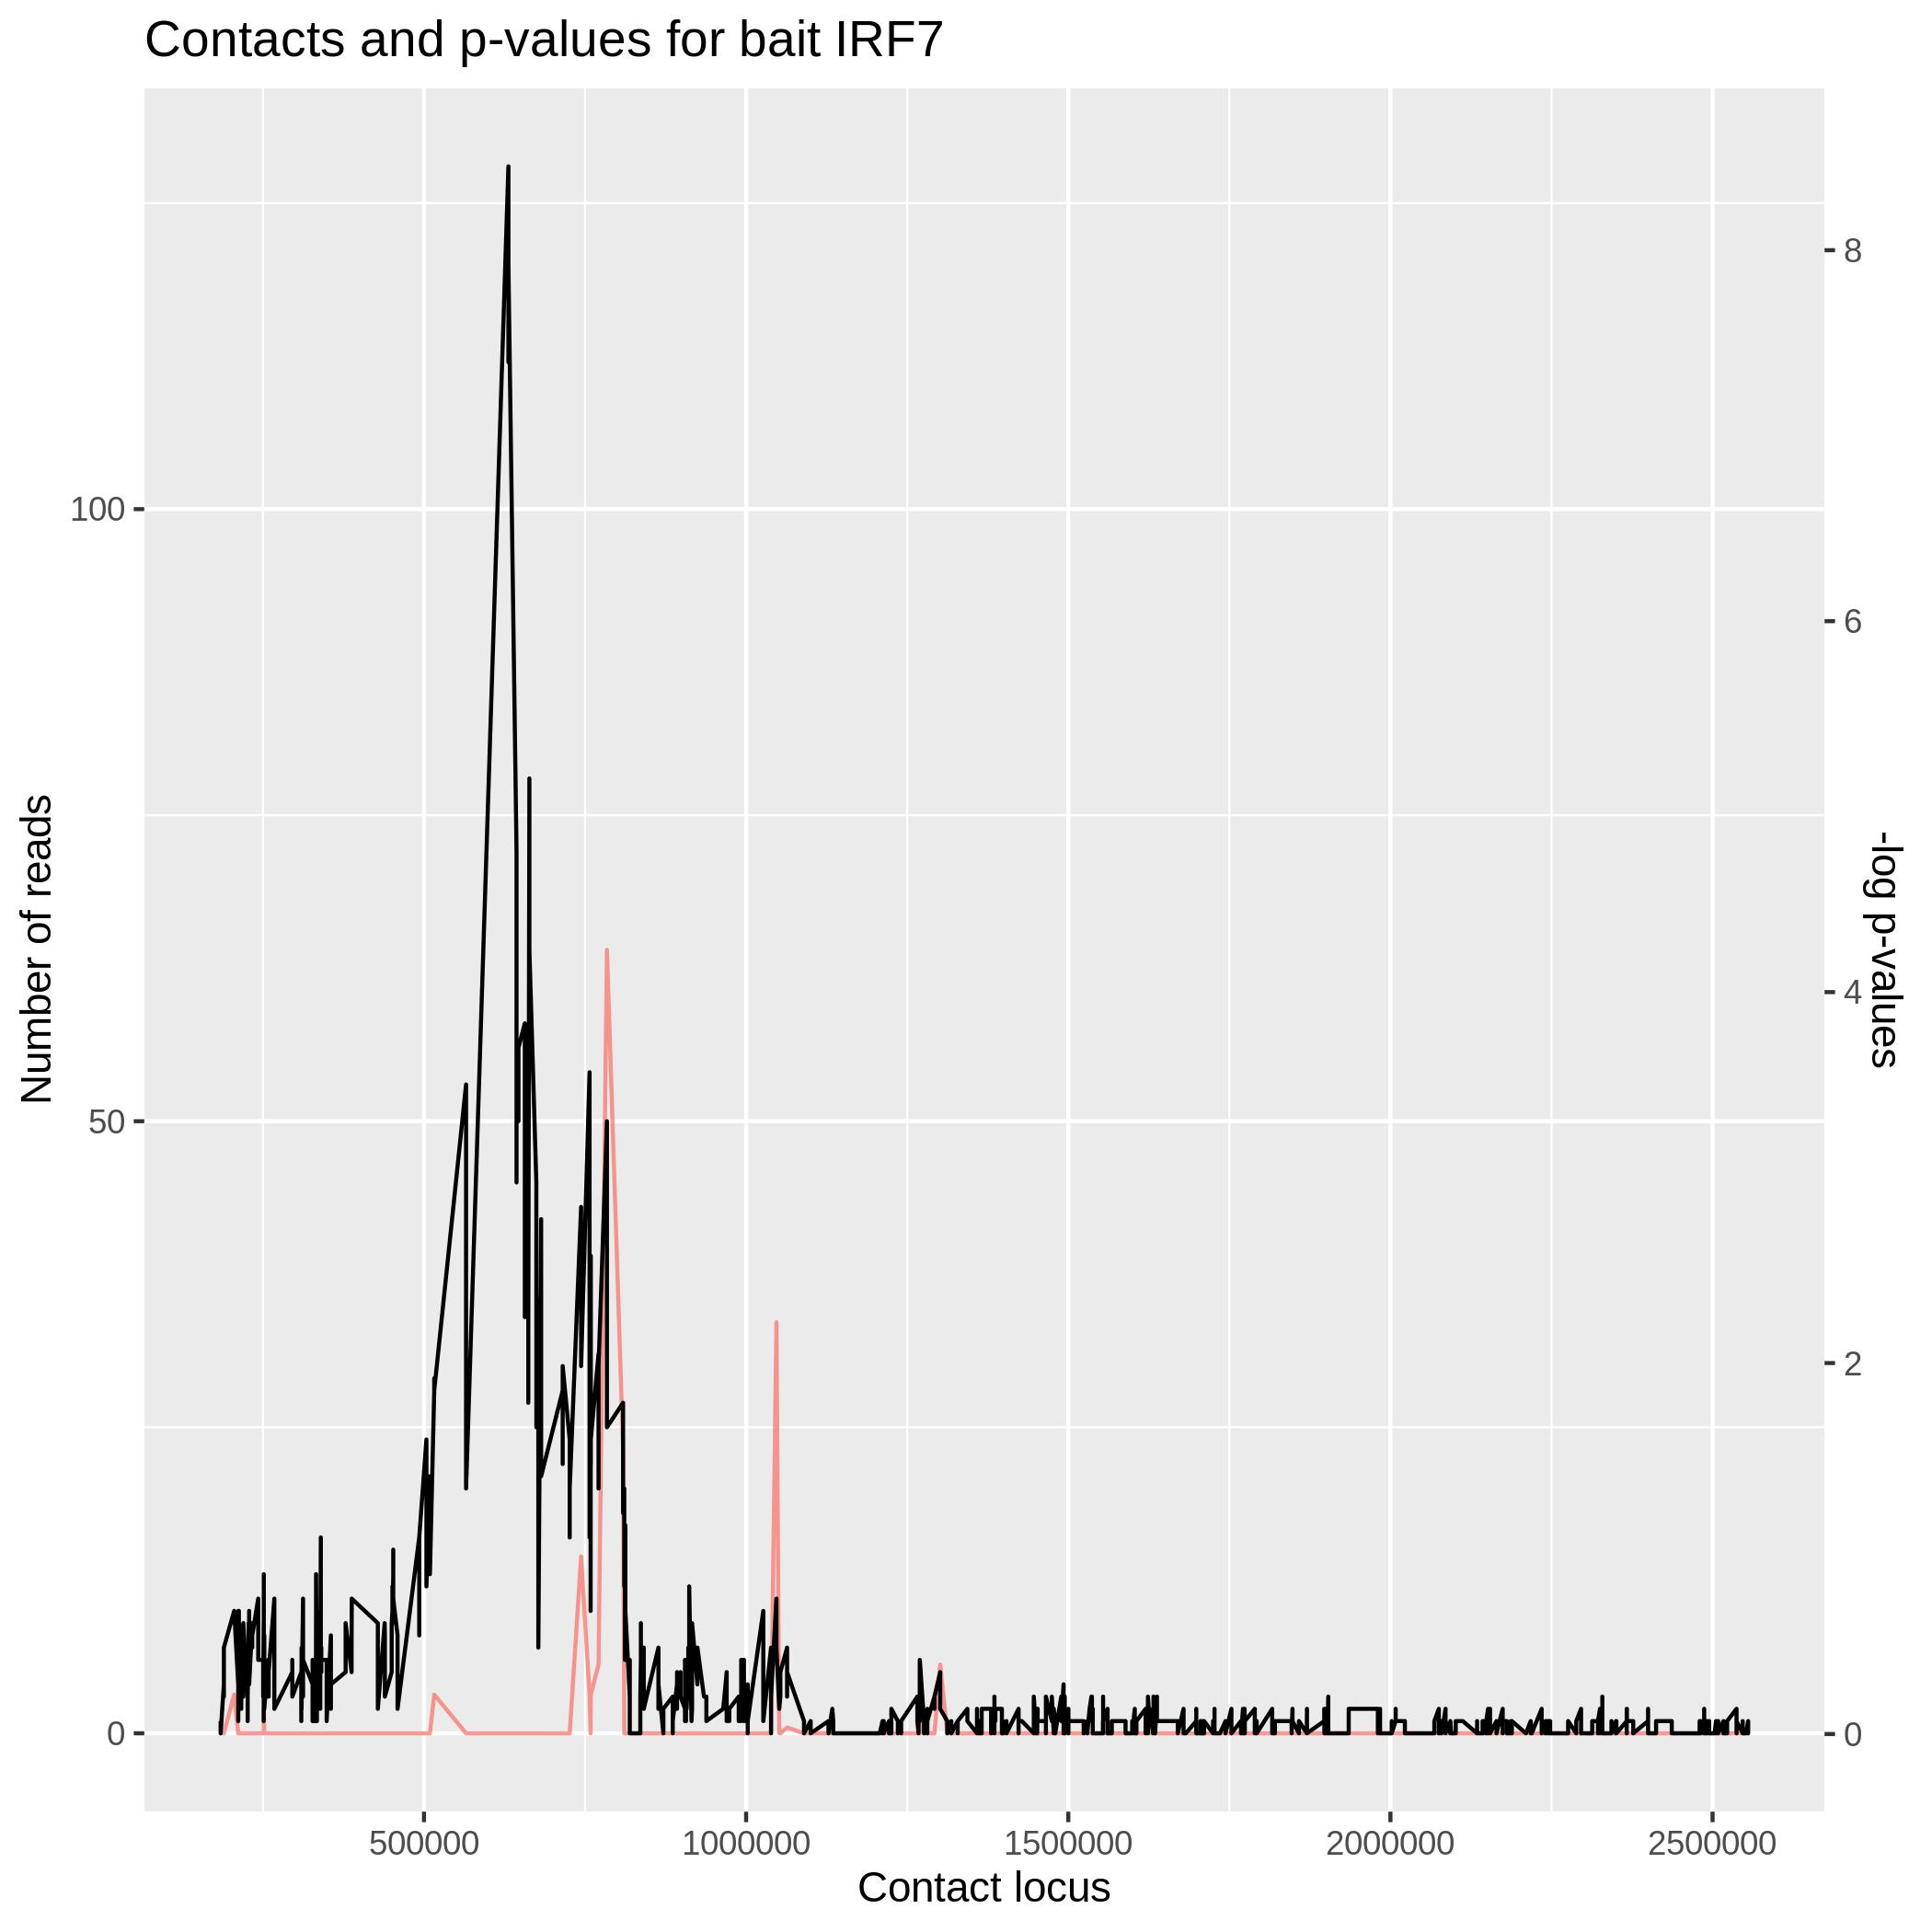 Contacts and p-values for bait IRF7
Number of reads
100
50
0
8
6
4
2
0
-log p-values
500000 1000000 1500000 2000000 2500000
Contact locus